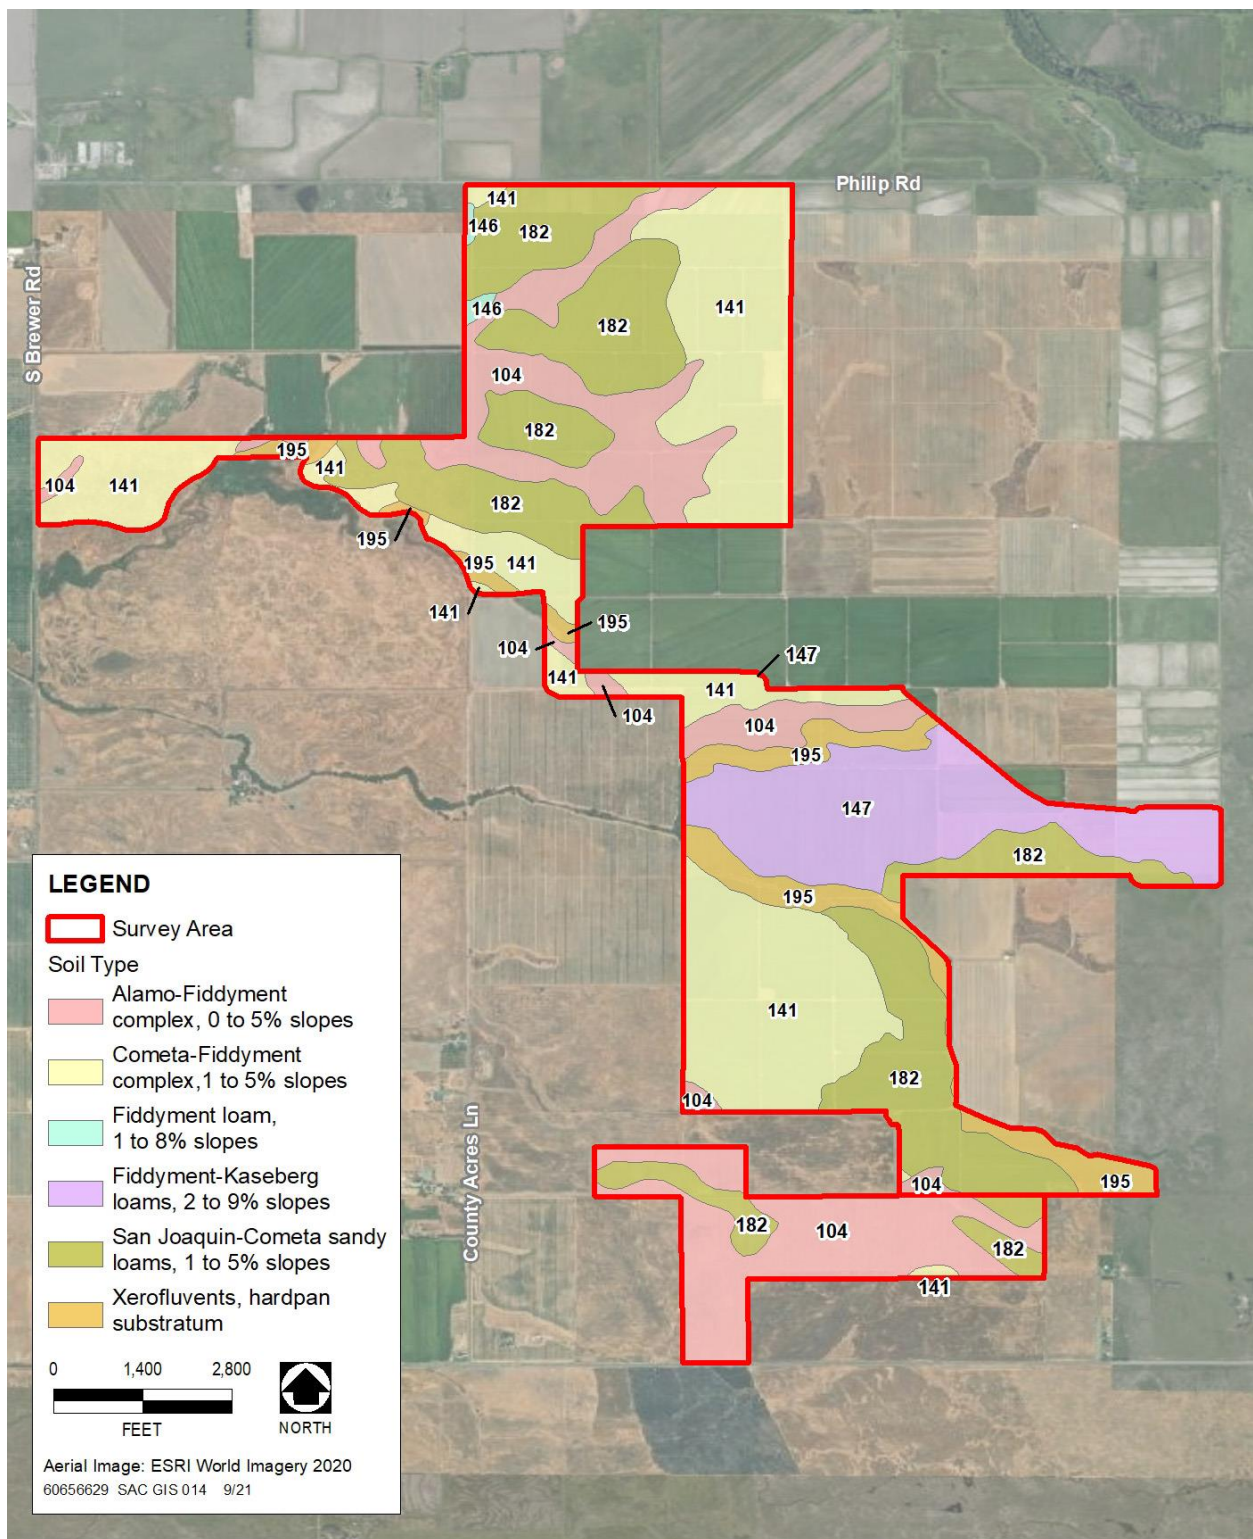 Philip Rd
141
146
182
S Brewer Rd
146
182
141
104
182
195
141
104
141
182
195
195
141
141
195
104
147
141
141
104
104
195
147
182
195
141
182
104
County Acres Ln
104
195
182
104
182
141
LEGEND
Survey Area
Soil Type
Alamo-Fiddyment
complex, 0 to 5% slopes
Cometa-Fiddyment
complex,1 to 5% slopes
Fiddyment loam,
1 to 8% slopes
Fiddyment-Kaseberg
loams, 2 to 9% slopes
San Joaquin-Cometa sandy
loams, 1 to 5% slopes
Xerofluvents, hardpan
substratum
0 1,400 2,800
FEET
NORTH
Aerial Image: ESRI World Imagery 2020
60656629 SAC GIS 014 9/21